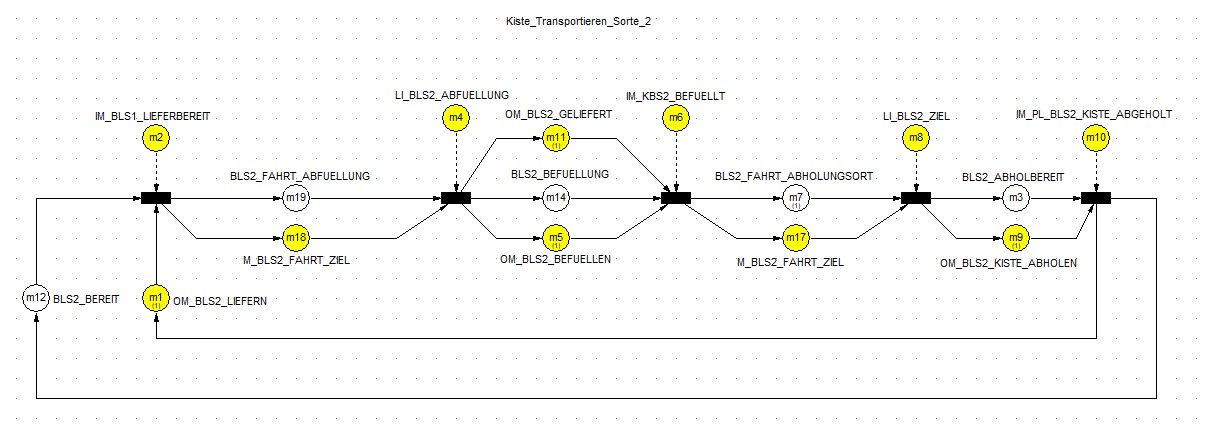 Kiste_Transportieren_Sorte_2
LI_BLS2_ABFUELLUNG
IM_KBS2_BEFUELLT
IM_BLS1_LIEFERBEREIT
m4
OM_BLS2_GELIEFERT
m6
LI_BLS2_ZIEL
IM_PL_BLS2_KISTE_ABGEHOLT
m2
m11
(1)
m8
m10
BLS2_FAHRT_ABFUELLUNG
BLS2_BEFUELLUNG
BLS2_FAHRT_ABHOLUNGSORT
BLS2_ABHOLBEREIT
m19
m14
m7
(1)
m3
m18
m5
(1)
m17
m9
(1)
M_BLS2_FAHRT_ZIEL
OM_BLS2_BEFUELLEN
M_BLS2_FAHRT_ZIEL
OM_BLS2_KISTE_ABHOLEN
m12
BLS2_BEREIT
m1
(1)
OM_BLS2_LIEFERN